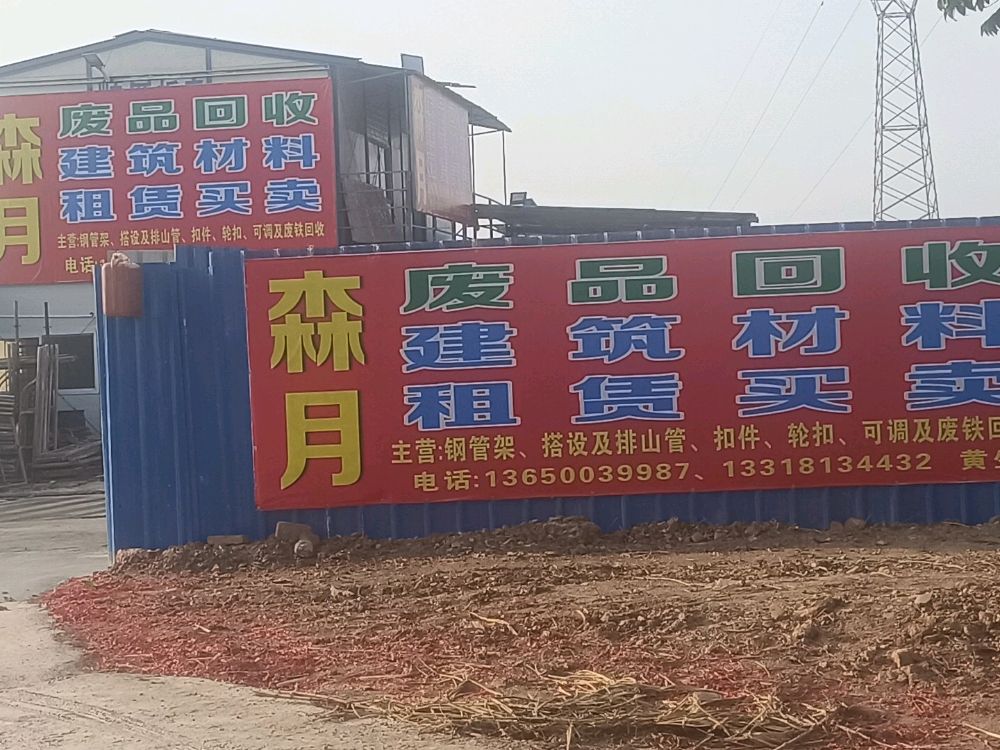 森月
废品回收
建筑材料
租赁买卖
主营:钢管架、搭设及排山管、扣件、轮扣、可调及废铁回收
电话:
森月
废品回收
建筑材料
租赁买卖
主营:钢管架、搭设及排山管、扣件、轮扣、可调及废铁回
电话:13650039987、13318134432 黄